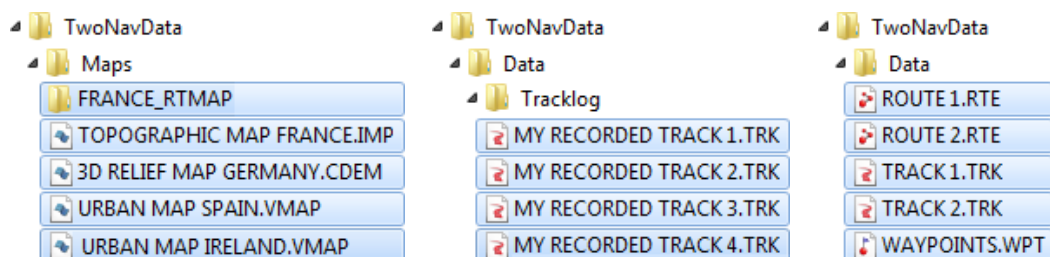 TwoNavData
Maps
FRANCE_RTMAP
TOPOGRAPHIC MAP FRANCE.IMP
3D RELIEF MAP GERMANY.CDEM
URBAN MAP SPAIN.VMAP
URBAN MAP IRELAND.VMAP
TwoNavData
Data
Tracklog
MY RECORDED TRACK 1.TRK
MY RECORDED TRACK 2.TRK
MY RECORDED TRACK 3.TRK
MY RECORDED TRACK 4.TRK
TwoNavData
Data
ROUTE 1.RTE
ROUTE 2.RTE
TRACK 1.TRK
TRACK 2.TRK
WAYPOINTS.WPT